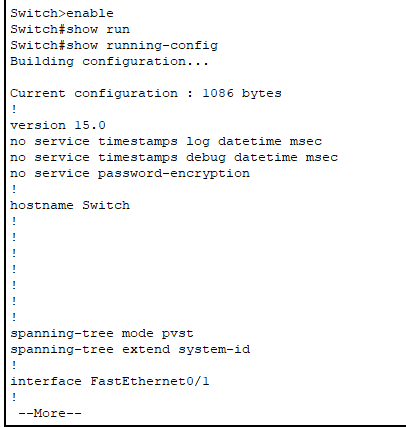 Switch>enable
Switch#show run
Switch#show running-config
Building configuration...
Current configuration : 1086 bytes
!
version 15.0
no service timestamps log datetime msec
no service timestamps debug datetime msec
no service password-encryption
!
hostname Switch
!
!
!
!
!
!
!
spanning-tree mode pvst
spanning-tree extend system-id
!
interface FastEthernet0/1
!
--More--